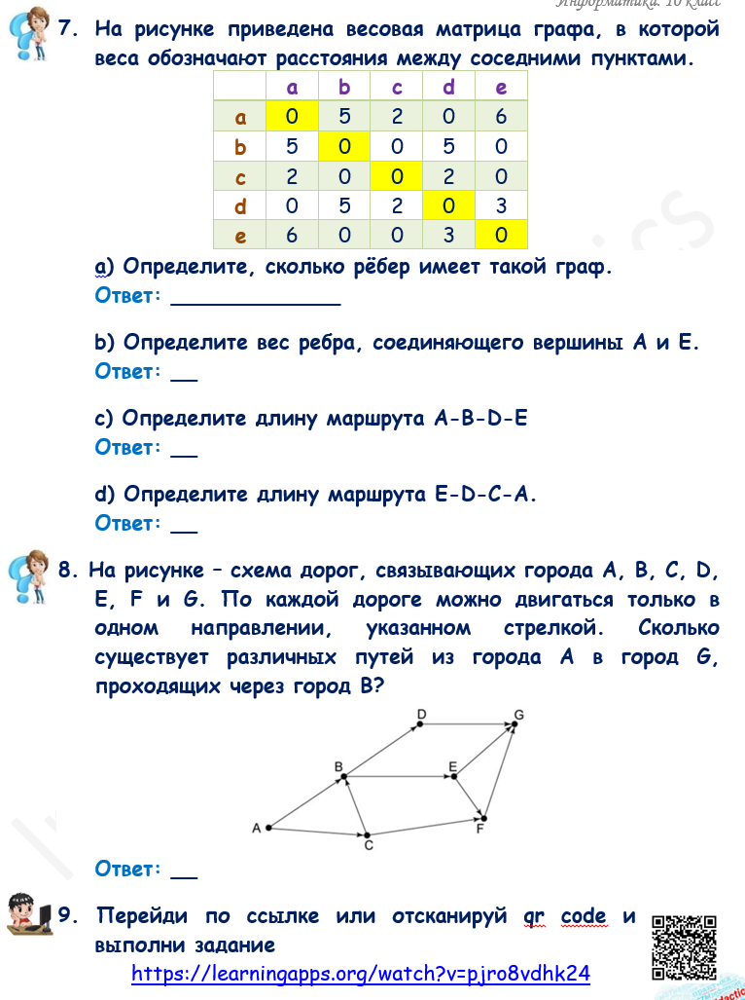 Информатика. 10 класс
7. На рисунке приведена весовая матрица графа, в которой
веса обозначают расстояния между соседними пунктами.
a b c d e
a 0 5 2 0 6
b 5 0 0 5 0
c 2 0 0 2 0
d 0 5 2 0 3
e 6 0 0 3 0
a) Определите, сколько рёбер имеет такой граф.
Ответ: _____________
b) Определите вес ребра, соединяющего вершины A и E.
Ответ: __
c) Определите длину маршрута A-B-D-E
Ответ: __
d) Определите длину маршрута E-D-C-A.
Ответ: __
8. На рисунке – схема дорог, связывающих города A, B, C, D,
E, F и G. По каждой дороге можно двигаться только в
одном направлении, указанном стрелкой. Сколько
существует различных путей из города A в город G,
проходящих через город B?
D G
B E
A F
C
Ответ: __
9. Перейди по ссылке или отсканируй qr code и
выполни задание
https://learningapps.org/watch?v=pjro8vdhk24